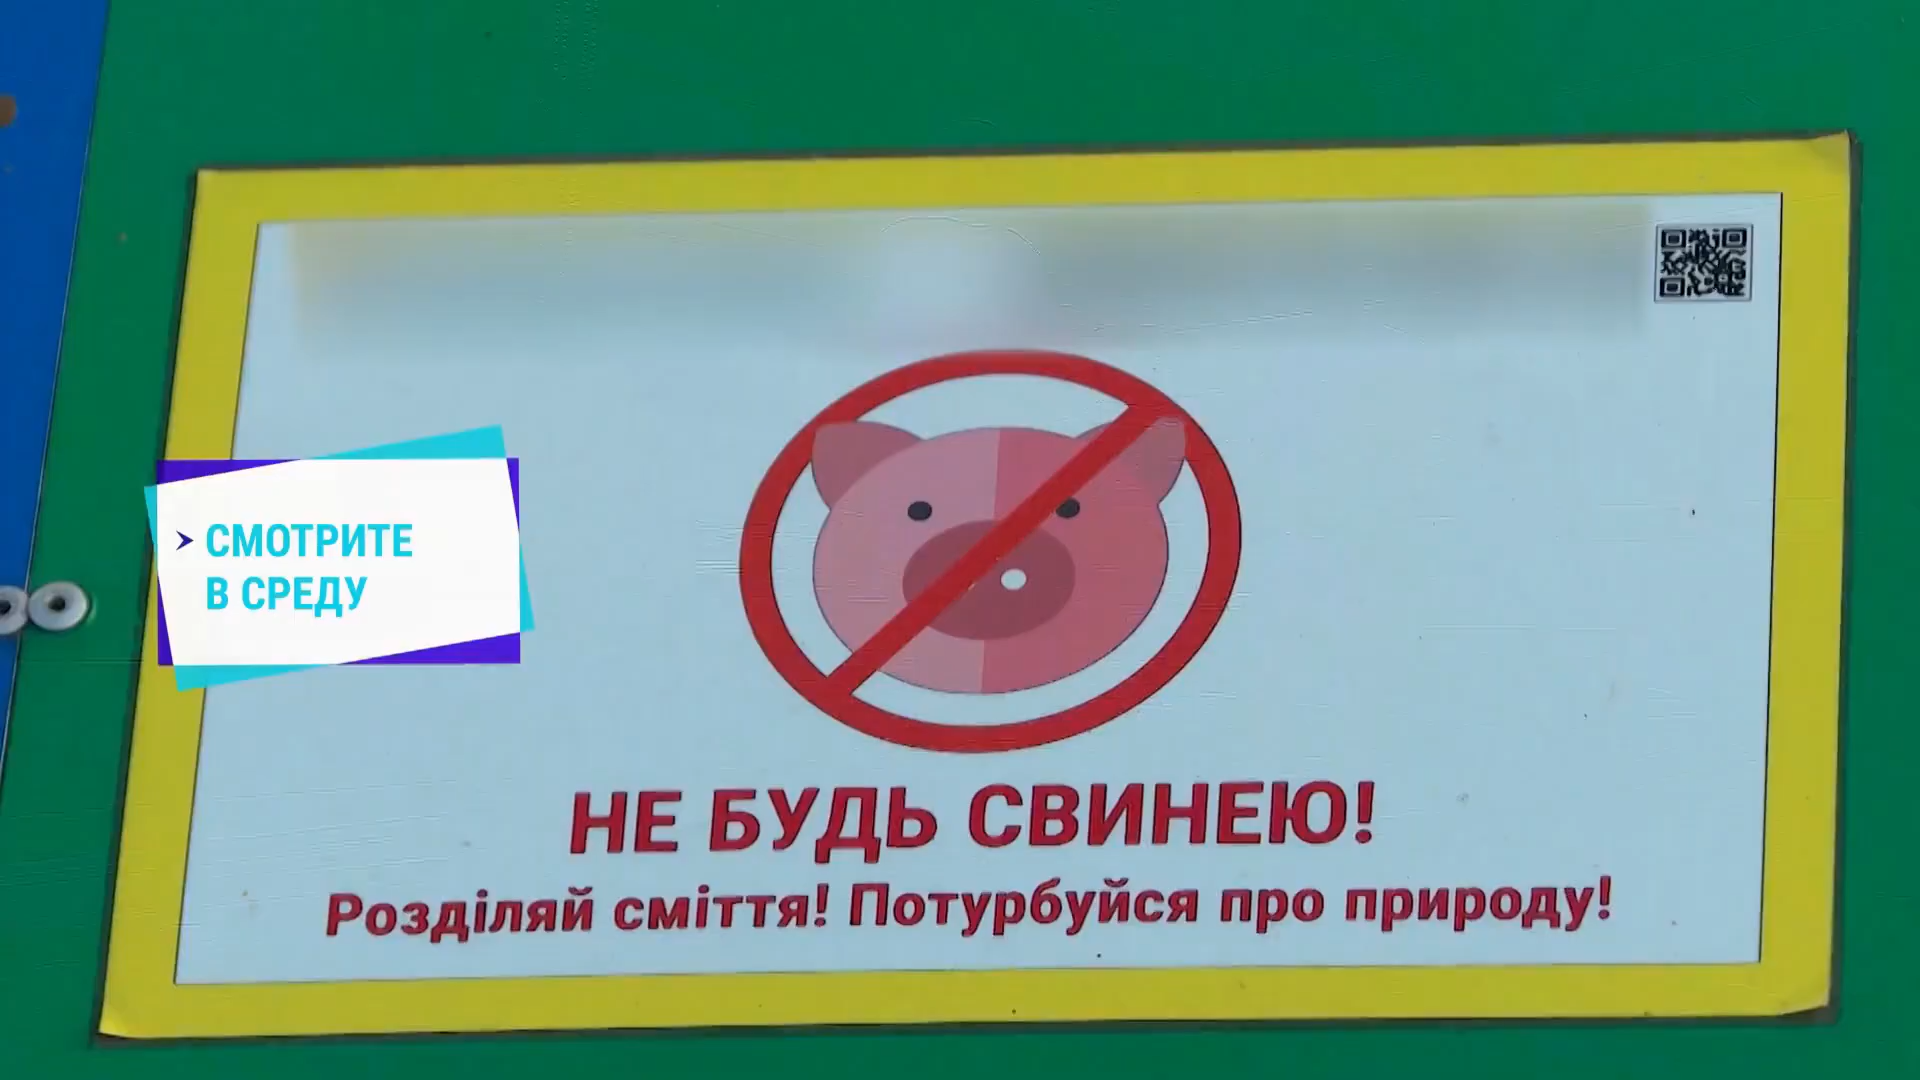 СМОТРИТЕ
В СРЕДУ
НЕ БУДЬ СВИНЕЮ!
Розділяй сміття! Потурбуйся про природу!